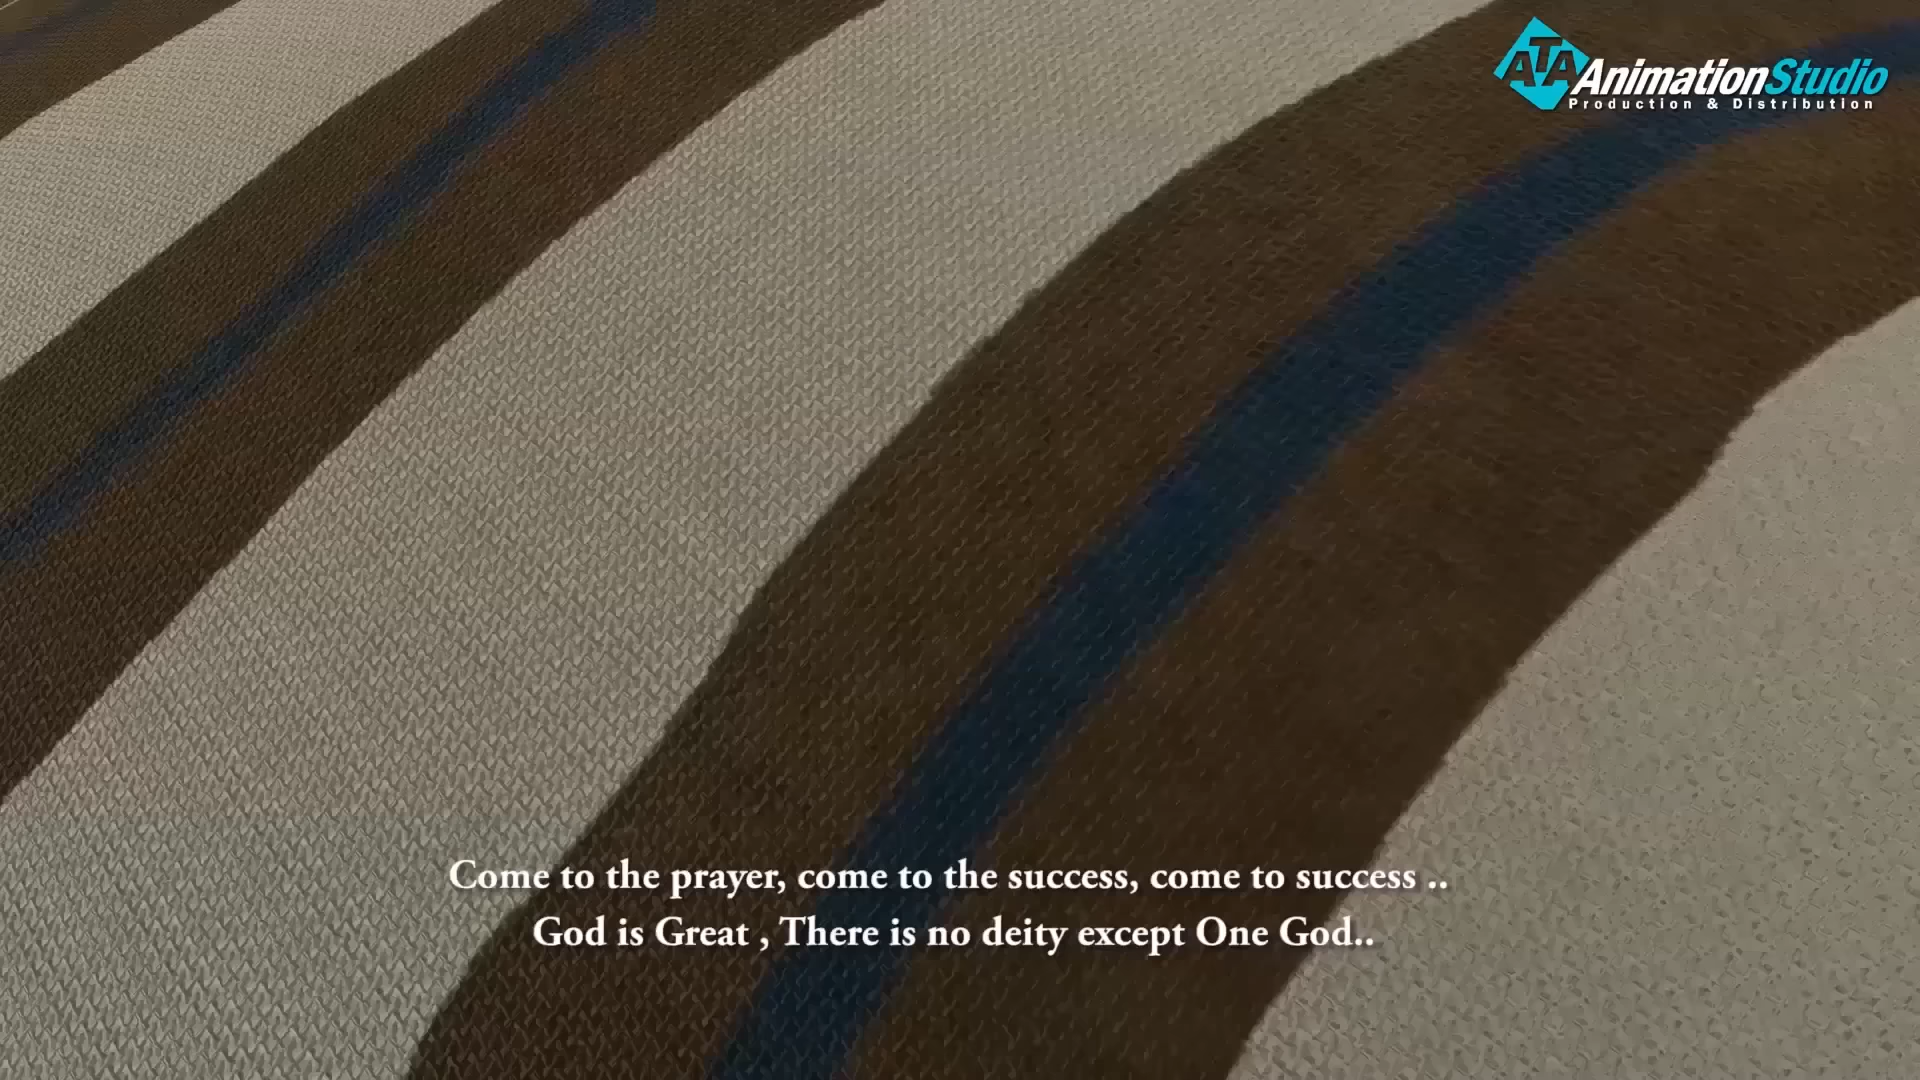 ATA AnimationStudio
Production & Distribution
Come to the prayer, come to the success, come to success ..
God is Great , There is no deity except One God..